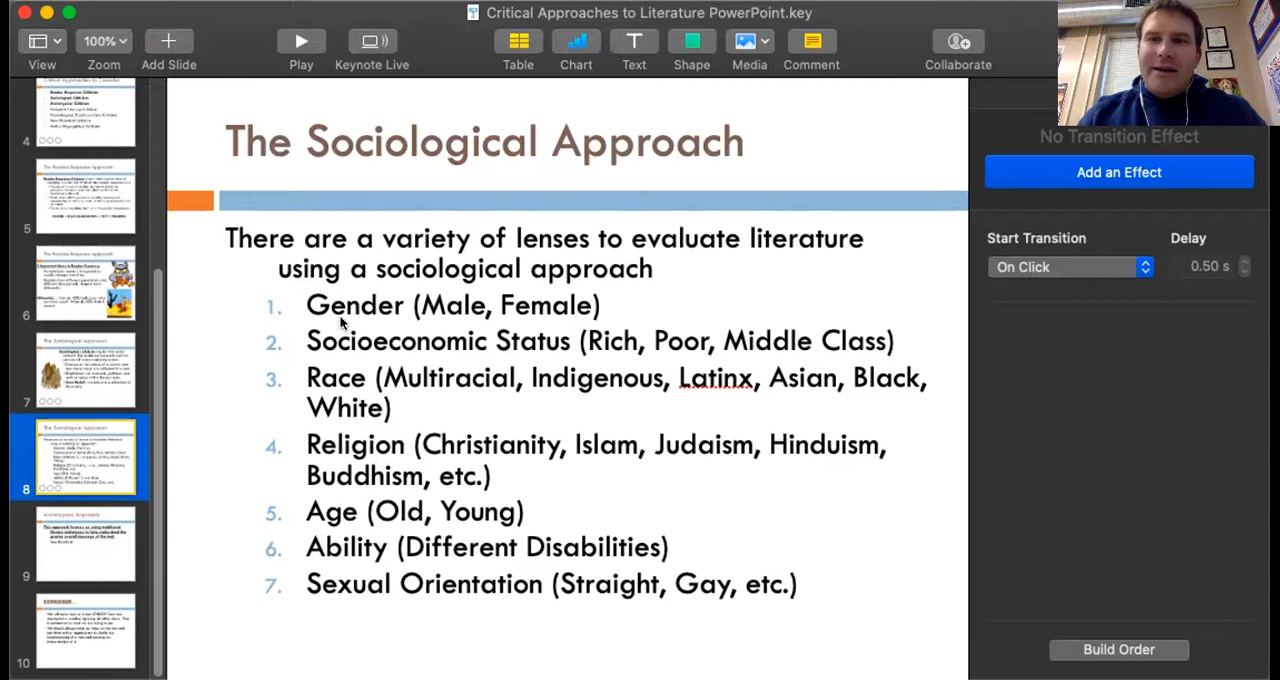 Critical Approaches to Literature PowerPoint.key
100%
View
Zoom
Add Slide
Play
Keynote Live
Table
Chart
Text
Shape
Media
Comment
Collaborate
4
5
6
7
8
9
10
The Sociological Approach
There are a variety of lenses to evaluate literature
using a sociological approach
1. Gender (Male, Female)
2. Socioeconomic Status (Rich, Poor, Middle Class)
3. Race (Multiracial, Indigenous, Latinx, Asian, Black,
White)
4. Religion (Christianity, Islam, Judaism, Hinduism,
Buddhism, etc.)
5. Age (Old, Young)
6. Ability (Different Disabilities)
7. Sexual Orientation (Straight, Gay, etc.)
No Transition Effect
Add an Effect
Start Transition
Delay
On Click
0.50 s
Build Order